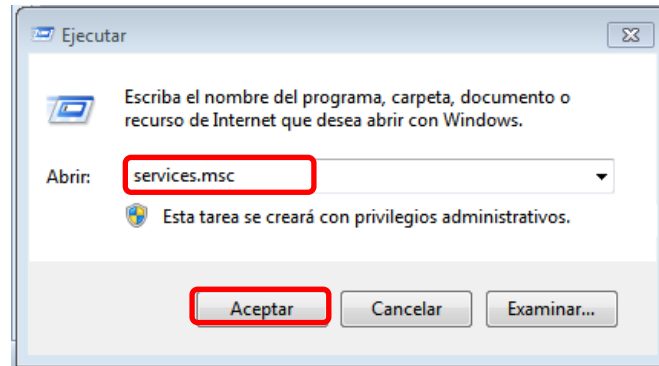 Ejecutar
Escriba el nombre del programa, carpeta, documento o
recurso de Internet que desea abrir con Windows.
Abrir: services.msc
Esta tarea se creará con privilegios administrativos.
Aceptar Cancelar Examinar...